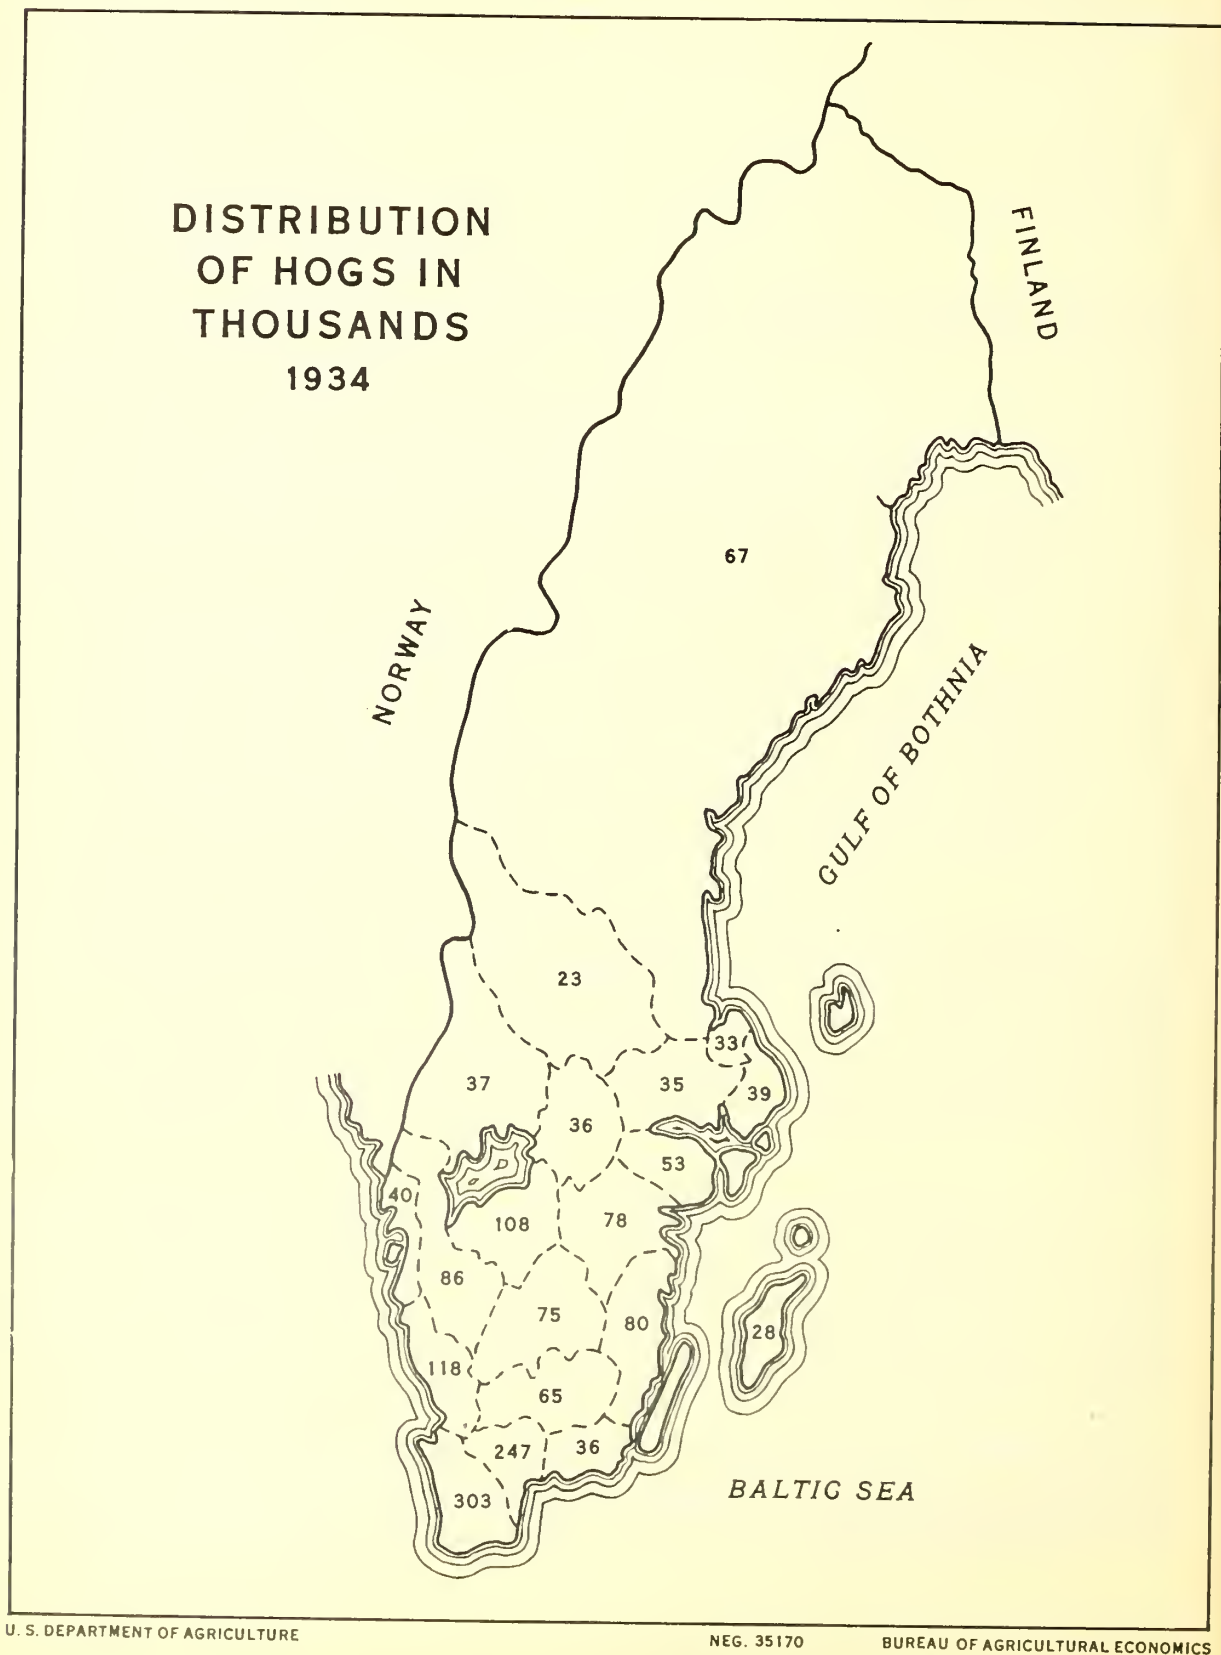 DISTRIBUTION
OF HOGS IN
THOUSANDS
1934
FINLAND
67
NORWAY
GULF OF BOTHNIA
23
33
37
35
39
36
53
40
108
78
86
75
80
28
118
65
247
36
303
BALTIC SEA
U. S. DEPARTMENT OF AGRICULTURE
NEG. 35170
BUREAU OF AGRICULTURAL ECONOMICS